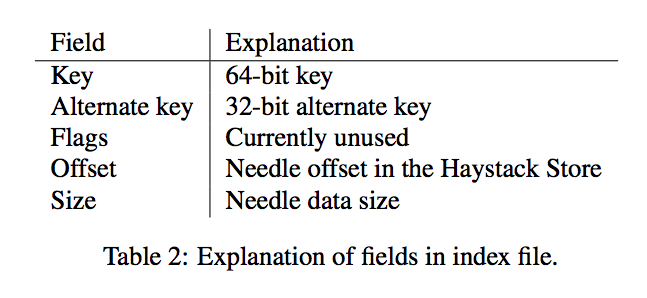 Field Explanation
Key 64-bit key
Alternate key 32-bit alternate key
Flags Currently unused
Offset Needle offset in the Haystack Store
Size Needle data size
Table 2: Explanation of fields in index file.